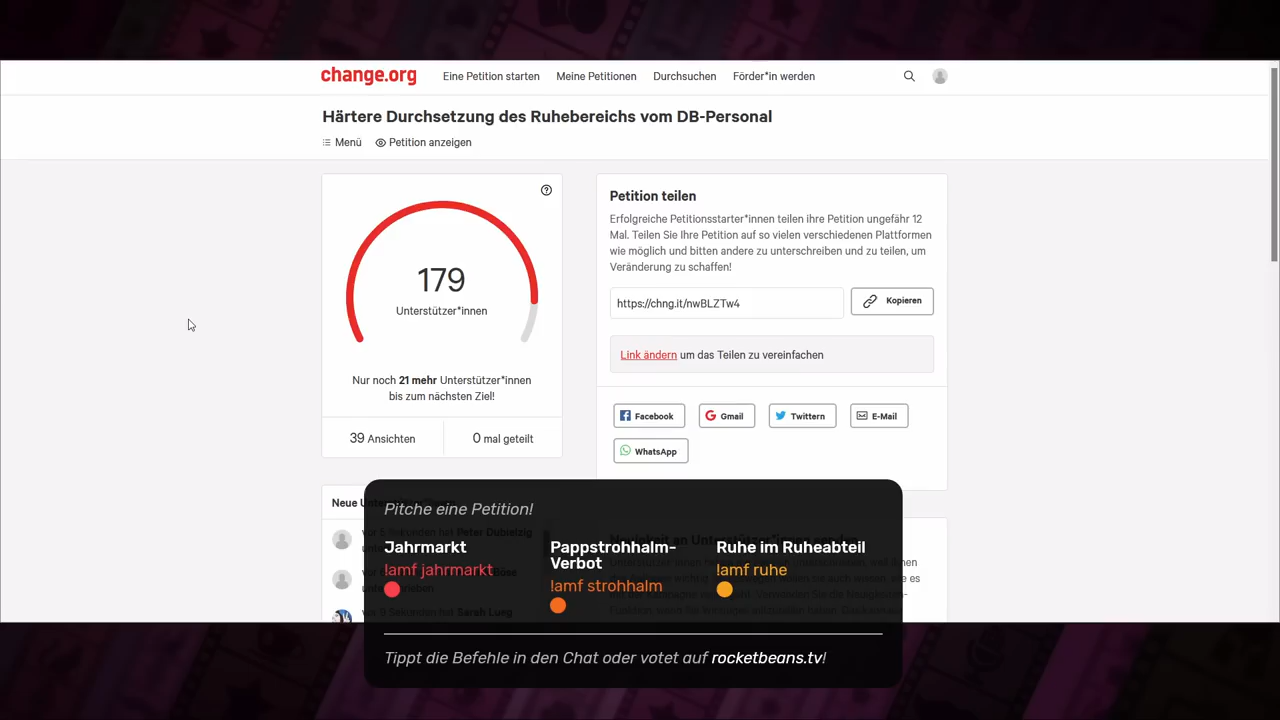 change.org
Eine Petition starten
Meine Petitionen
Durchsuchen
Förder*in werden
Härtere Durchsetzung des Ruhebereichs vom DB-Personal
Menü
Petition anzeigen
179
Unterstützer*innen
Nur noch 21 mehr Unterstützer*innen
bis zum nächsten Ziel!
39 Ansichten
0 mal geteilt
Petition teilen
Erfolgreiche Petitionsstarter*innen teilen ihre Petition ungefähr 12
Mal. Teilen Sie Ihre Petition auf so vielen verschiedenen Plattformen
wie möglich und bitten andere zu unterschreiben und zu teilen, um
Veränderung zu schaffen!
https://chng.it/nwBLZTw4
Kopieren
Link ändern um das Teilen zu vereinfachen
Facebook
Gmail
Twittern
E-Mail
WhatsApp
Neue
Peter Dubielzig
Sarah Lueg
Pitche eine Petition!
Jahrmarkt
!amf jahrmarkt
Pappstrohhalm-
Verbot
!amf strohhalm
Ruhe im Ruheabteil
!amf ruhe
Tippt die Befehle in den Chat oder votet auf rocketbeans.tv!